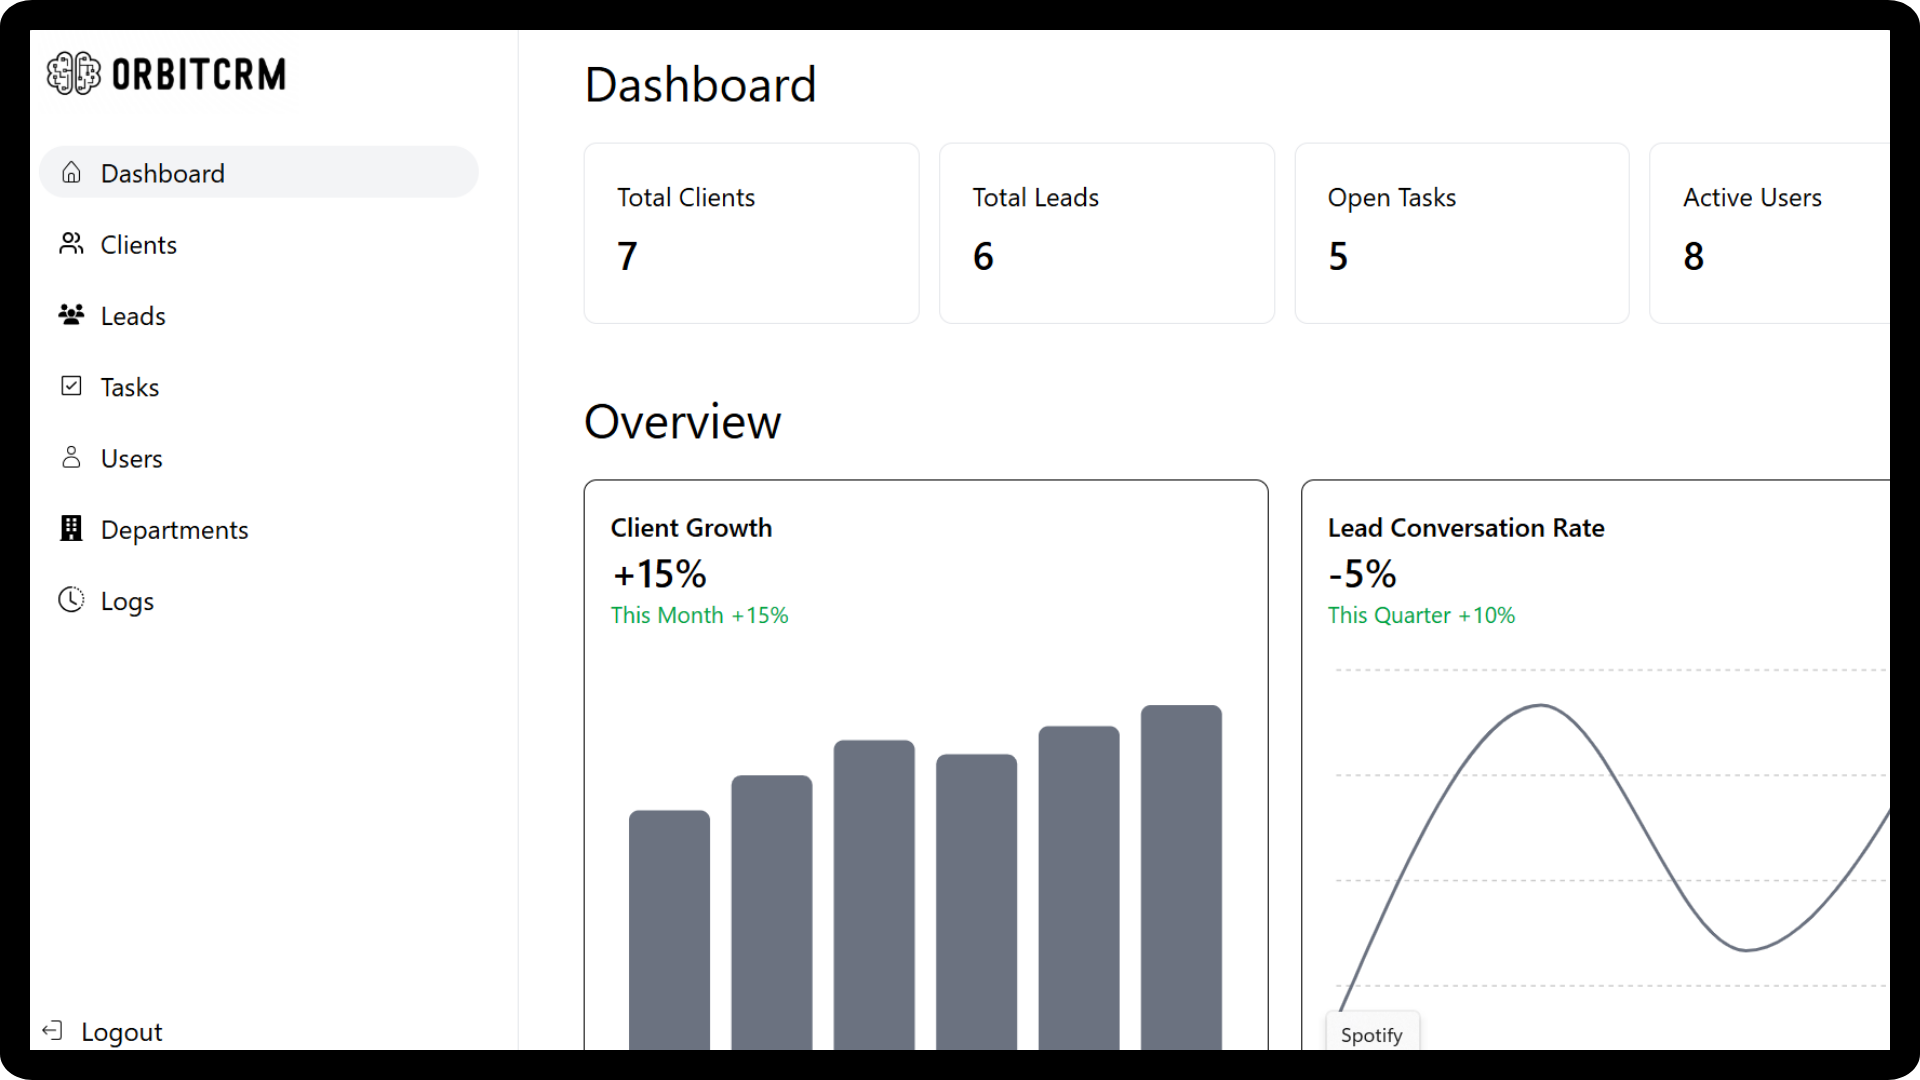 ORBITCRM
Dashboard
Clients
Leads
Tasks
Users
Departments
Logs
Logout
Dashboard
Total Clients
7
Total Leads
6
Open Tasks
5
Active Users
8
Overview
Client Growth
+15%
This Month +15%
Lead Conversation Rate
-5%
This Quarter +10%
Spotify